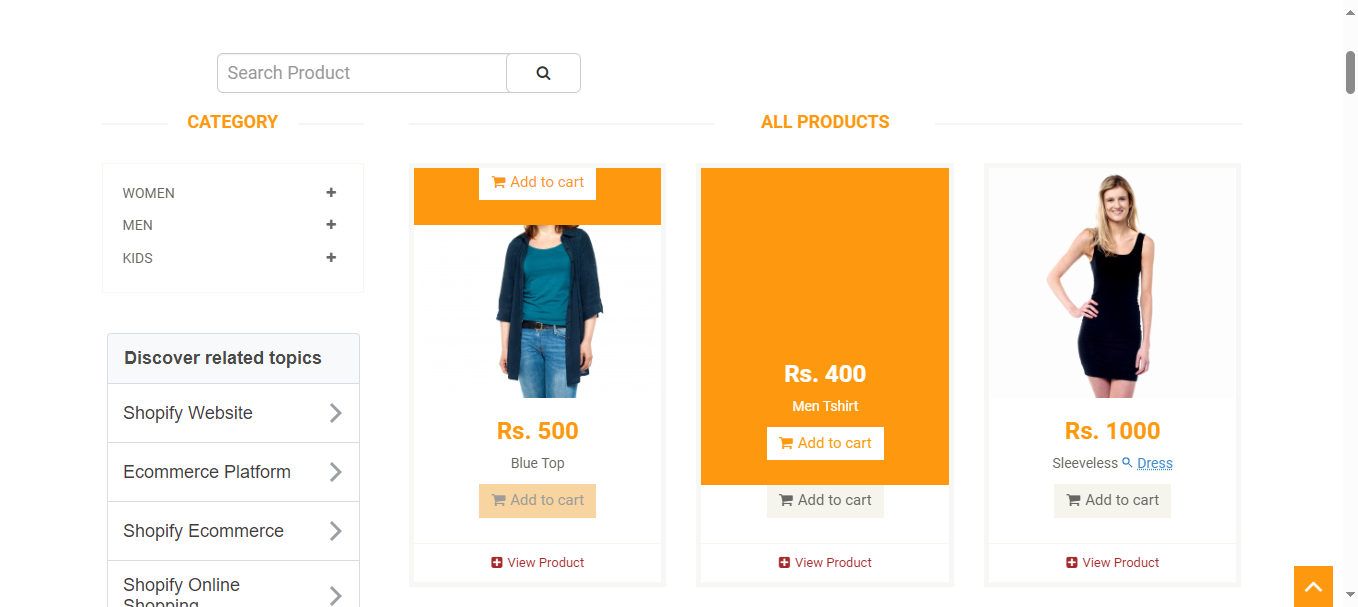 Search Product
CATEGORY
ALL PRODUCTS
WOMEN
MEN
KIDS
Discover related topics
Shopify Website
Ecommerce Platform
Shopify Ecommerce
Shopify Online
Shopping
Add to cart
Rs. 500
Blue Top
Add to cart
View Product
Rs. 400
Men Tshirt
Add to cart
Add to cart
View Product
Rs. 1000
Sleeveless Dress
Add to cart
View Product